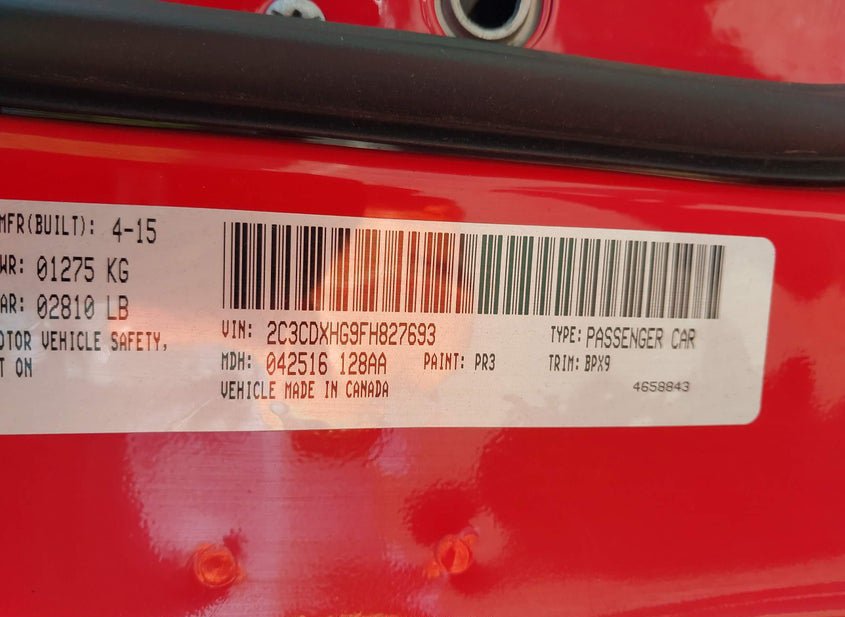 MFR(BUILT): 4-15
WR: 01275 KG
AR: 02810 LB
OTOR VEHICLE SAFETY,
T ON
VIN: 2C3CDXHG9FH827693
TYPE: PASSENGER CAR
MDH: 042516 128AA
PAINT: PR3
TRIM: BPX9
VEHICLE MADE IN CANADA
4658843